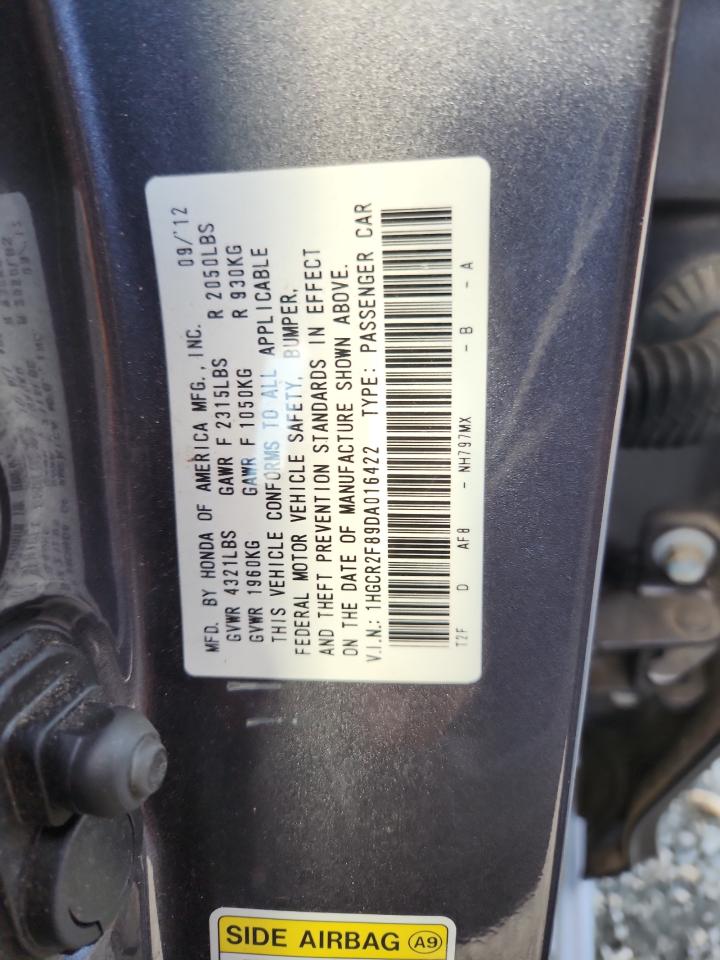 MFD. BY HONDA OF AMERICA MFG., INC. 09/12
GVWR 4321LBS GAWR F 2315LBS R 2050LBS
GVWR 1960KG GAWR F 1050KG R 930KG
THIS VEHICLE CONFORMS TO ALL APPLICABLE
FEDERAL MOTOR VEHICLE SAFETY, BUMPER,
AND THEFT PREVENTION STANDARDS IN EFFECT
ON THE DATE OF MANUFACTURE SHOWN ABOVE.
V.I.N.: 1HGCR2F89DA016422 TYPE: PASSENGER CAR
T2F D AF8 - NH797MX - B - A
SIDE AIRBAG A9